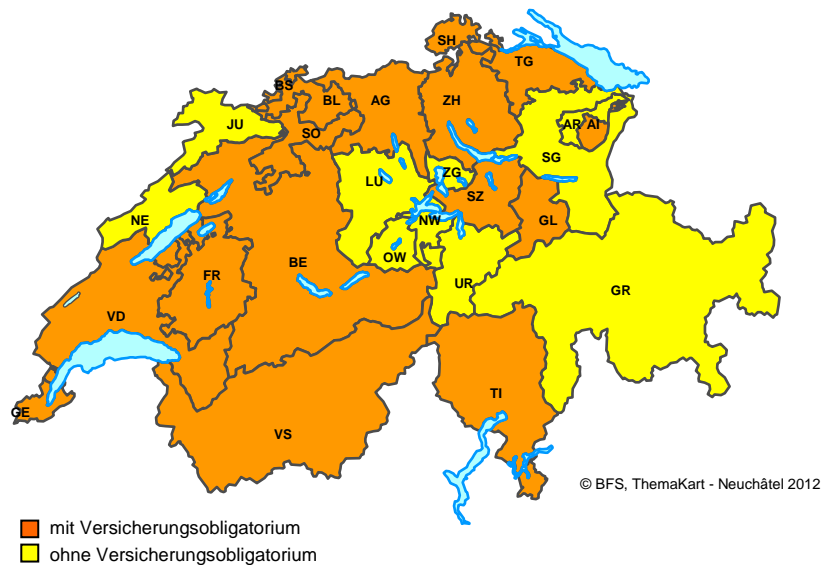 SH
TG
BS
BL
AG
ZH
JU
SO
AR AI
SG
LU
ZG
SZ
NE
NW
GL
OW
BE
FR
UR
GR
VD
TI
GE
VS
© BFS, ThemaKart - Neuchâtel 2012
mit Versicherungsobligatorium
ohne Versicherungsobligatorium